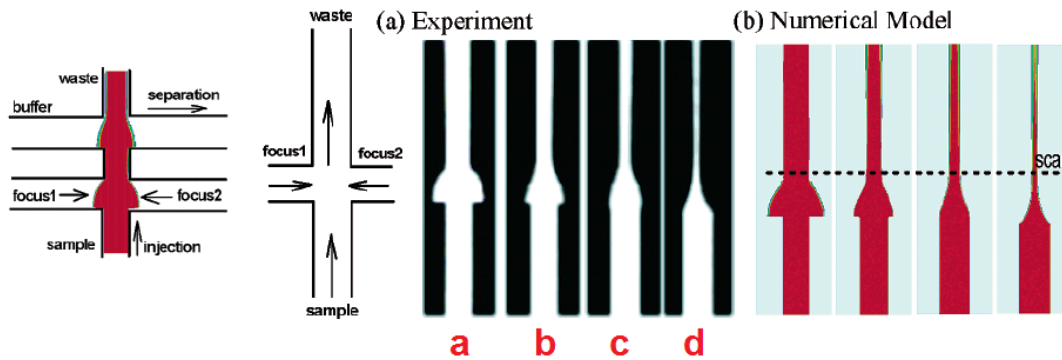 waste
buffer
separation
focus1
focus2
sample
injection
waste
focus1
focus2
sample
(a) Experiment
a
b
c
d
(b) Numerical Model
sca